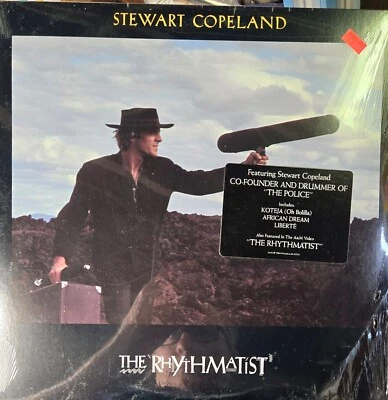 STEWART COPELAND
Featuring Stewart Copeland
CO-FOUNDER AND DRUMMER OF
"THE POLICE"
Includes
KOTEJA (Oh Bolilla)
AFRICAN DREAM
LIBERTE
Also Featured In The A&M Video
"THE RHYTHMATIST"
THE RHYTHMATIST